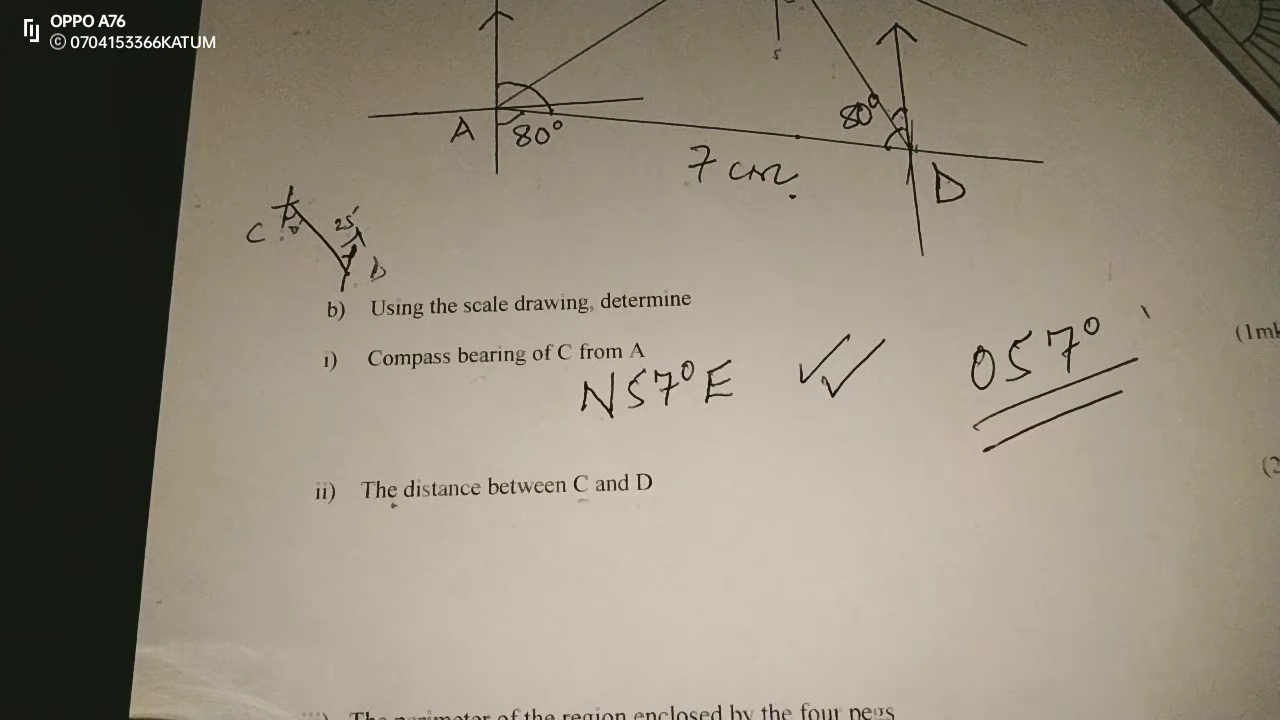 OPPO A76
© 0704153366KATUM
S
A
80°
80°
7 cm.
D
C
25
D
b) Using the scale drawing, determine
i) Compass bearing of C from A
(1mk
N57°E
057°
ii) The distance between C and D
(2
The perimeter of the region enclosed by the four pegs